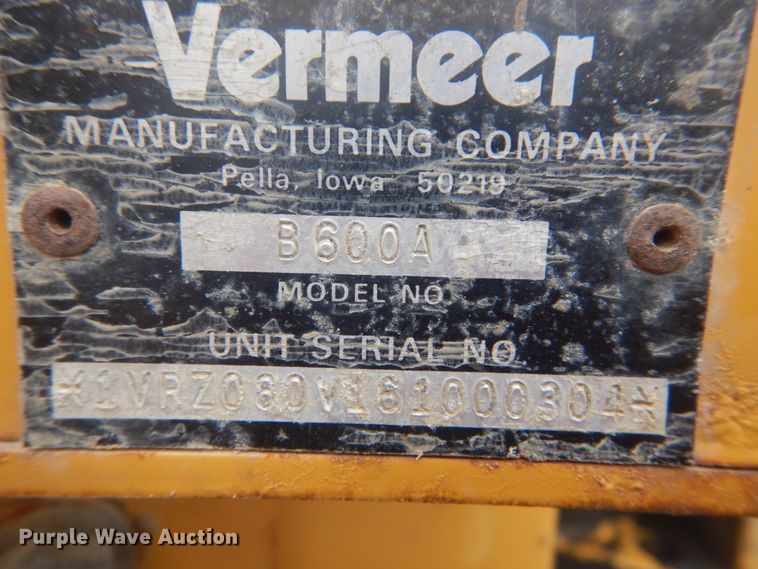 Vermeer
MANUFACTURING COMPANY
Pella, Iowa 50219
B600A
MODEL NO.
UNIT SERIAL NO.
*1VRZ080V161000304*
Purple Wave Auction